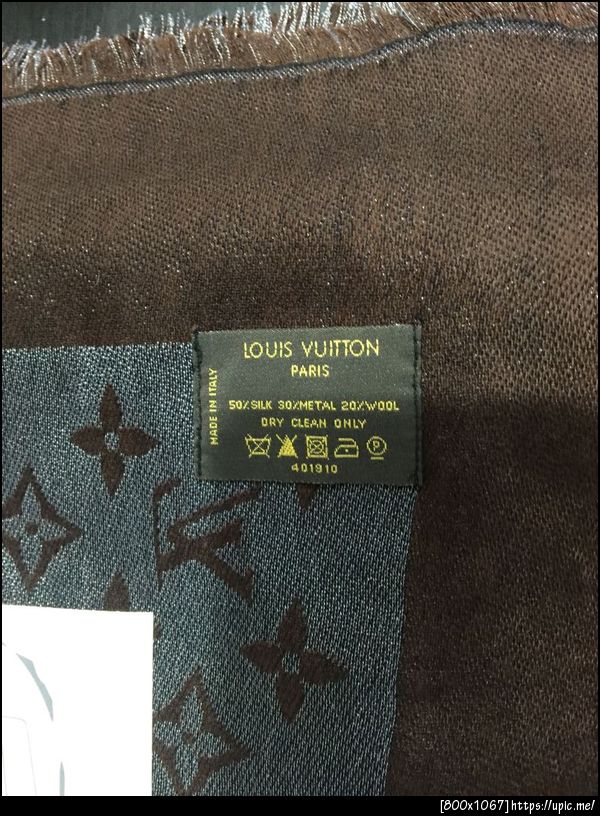 LOUIS VUITTON
PARIS
MADE IN ITALY
50%SILK 30%METAL 20%WOOL
DRY CLEAN ONLY
P
401910
[800x1067]https://upic.me/